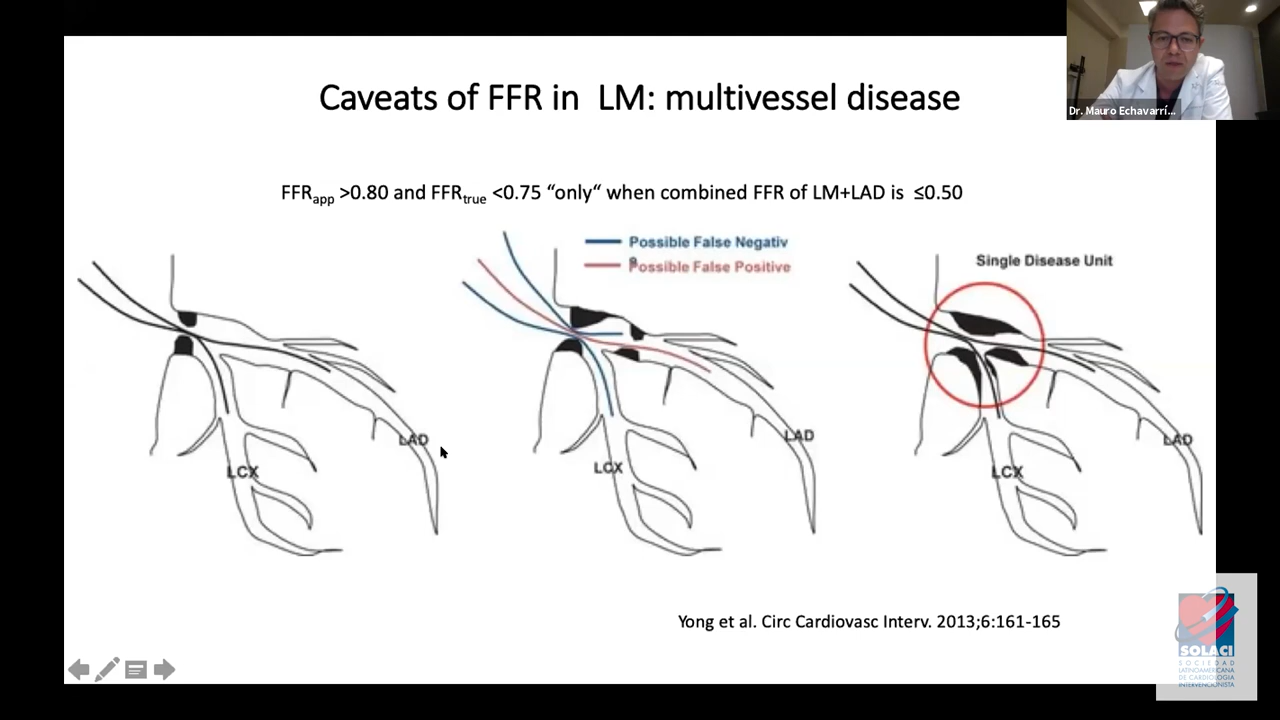 Caveats of FFR in LM: multivessel disease
Dr. Mauro Echavarrí...
FFRapp >0.80 and FFRtrue <0.75 “only“ when combined FFR of LM+LAD is ≤0.50
Possible False Negativ
e
Possible False Positive
Single Disease Unit
LAD
LCX
LAD
LCX
LAD
LCX
Yong et al. Circ Cardiovasc Interv. 2013;6:161-165
SOLACI
SOCIEDAD
LATINOAMERICANA
DE CARDIOLOGIA
INTERVENCIONISTA